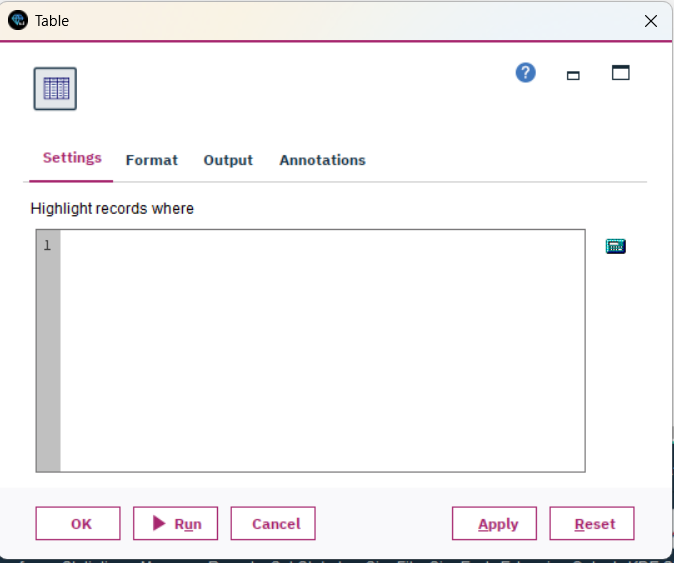 Table
Settings Format Output Annotations
Highlight records where
1
OK Run Cancel Apply Reset